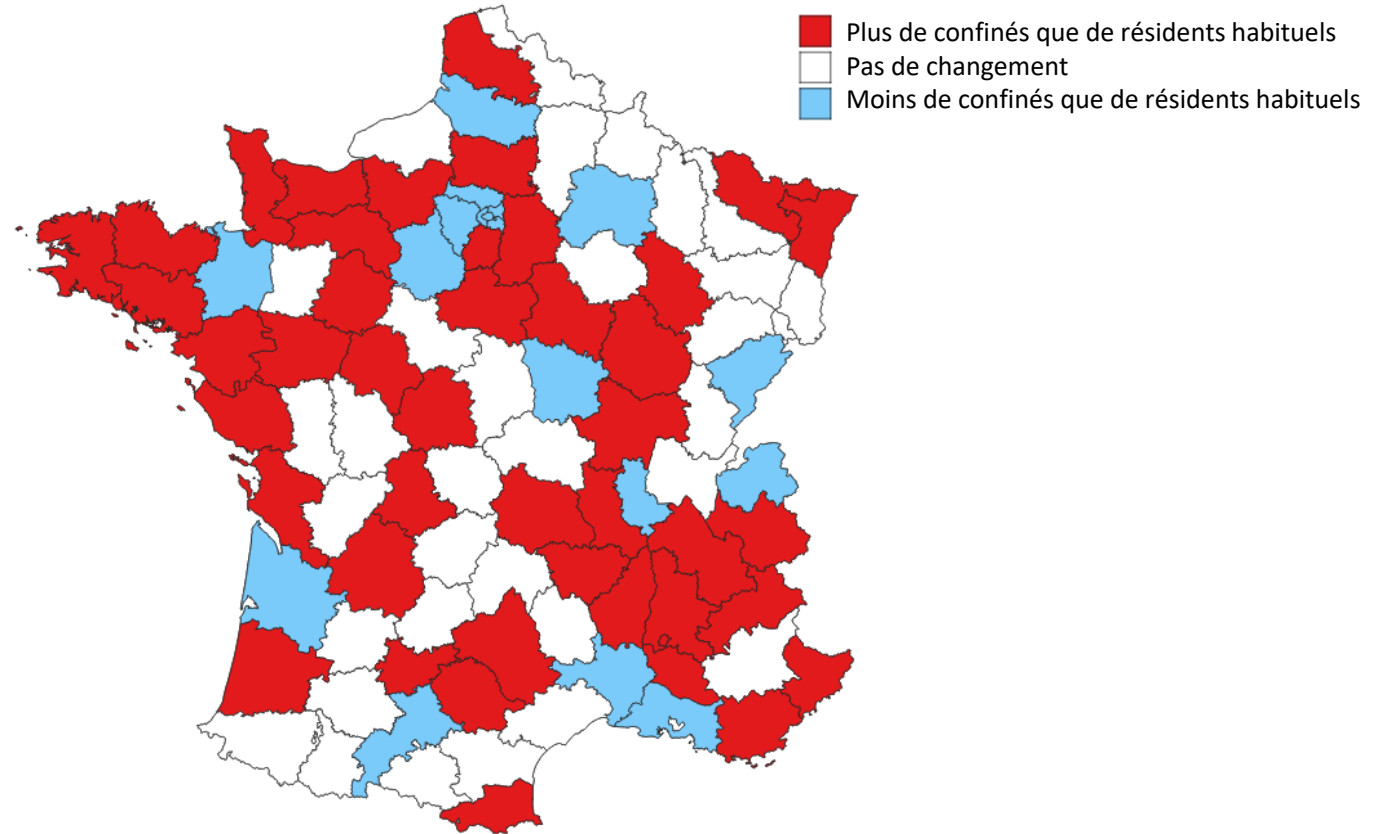 Plus de confinés que de résidents habituels
Pas de changement
Moins de confinés que de résidents habituels